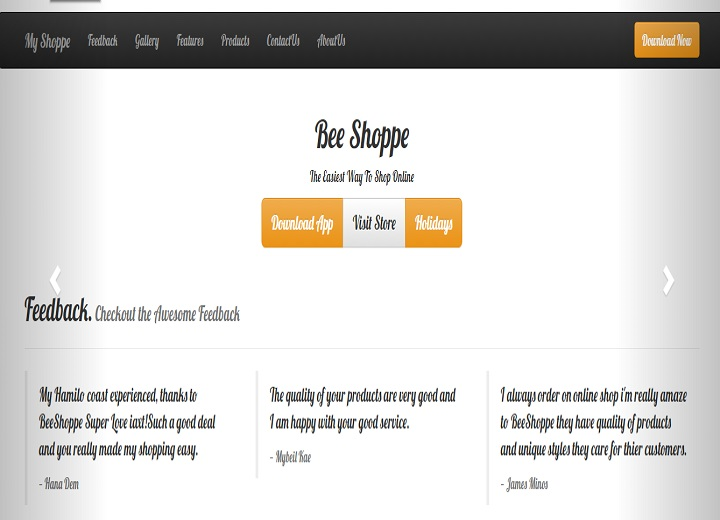 My Shoppe Feedback Gallery Features Products ContactUs AboutUs Download Now
Bee Shoppe
The Easiest Way To Shop Online
Download App Visit Store Holidays
Feedback. Checkout the Awesome Feedback
My Hamilo coast experienced, thanks to
BeeShoppe Super Love iaxt!Such a good deal
and you really made my shopping easy.
- Hana Dem
The quality of your products are very good and
I am happy with your good service.
- Mybeil Kae
I always order on online shop i'm really amaze
to BeeShoppe they have quality of products
and unique styles they care for thier customers.
- James Minos